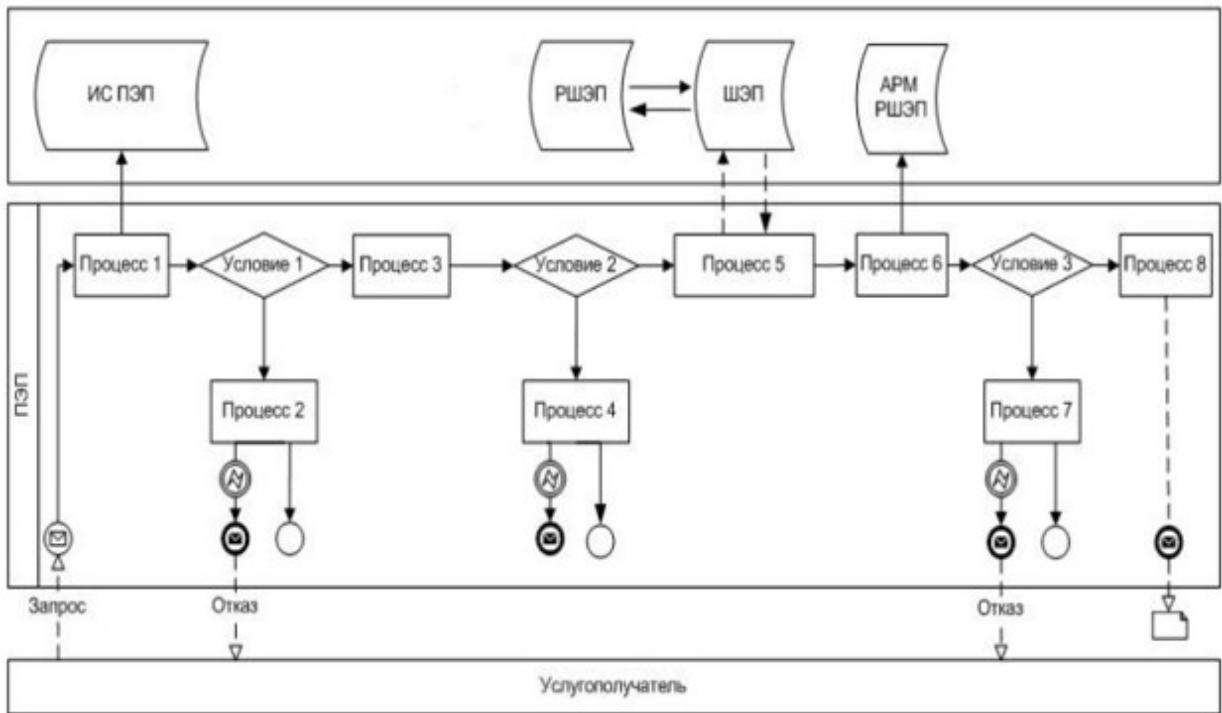 ИС ПЭП
РШЭП
ШЭП
АРМ
РШЭП
ПЭП
Процесс 1
Условие 1
Процесс 3
Условие 2
Процесс 5
Процесс 6
Условие 3
Процесс 8
Процесс 2
Процесс 4
Процесс 7
Запрос
Отказ
Отказ
Услугополучатель